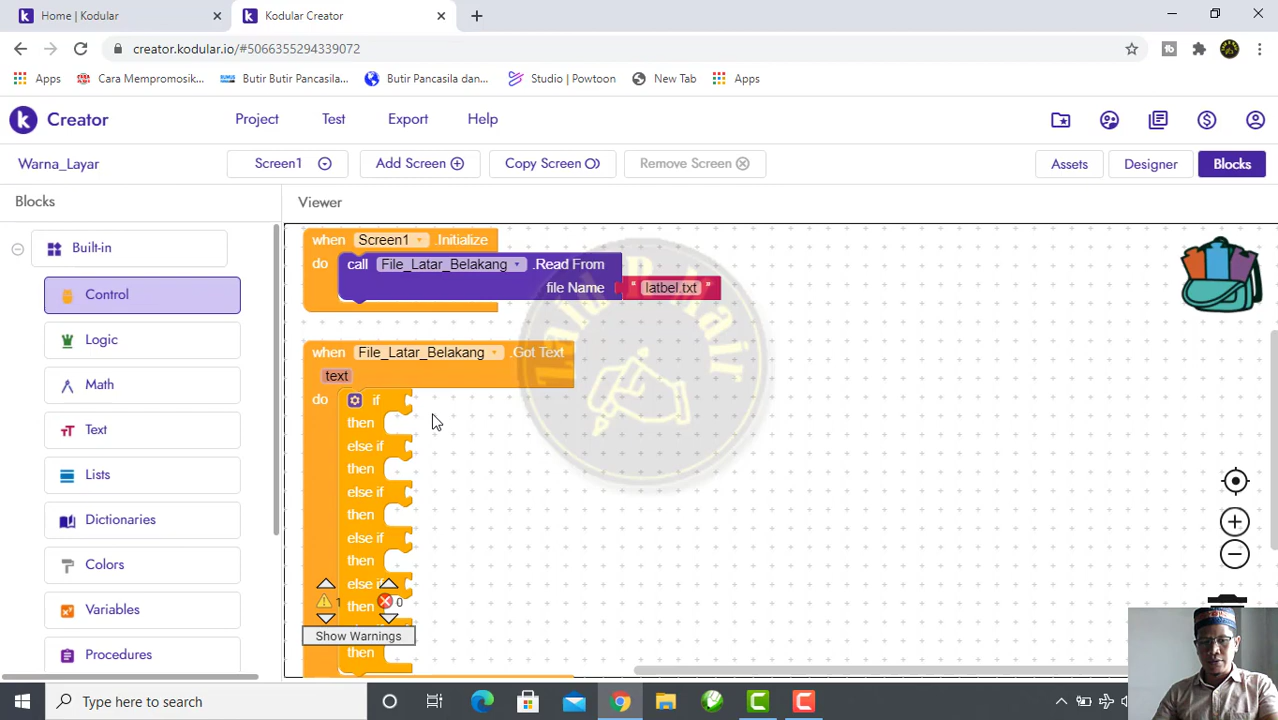 Home | Kodular
Kodular Creator
creator.kodular.io/#5066355294339072
Apps
Cara Mempromosik...
Butir Butir Pancasila...
Butir Pancasila dan...
Studio | Powtoon
New Tab
Apps
Creator
Project
Test
Export
Help
Warna_Layar
Screen1
Add Screen
Copy Screen
Remove Screen
Assets
Designer
Blocks
Blocks
Viewer
Built-in
Control
Logic
Math
Text
Lists
Dictionaries
Colors
Variables
Procedures
when Screen1 .Initialize
do call File_Latar_Belakang .Read From
file Name " latbel.txt "
when File_Latar_Belakang .Got Text
text
do if
then
else if
then
else if
then
else if
then
else if
then
then
1 0
Show Warnings
Type here to search